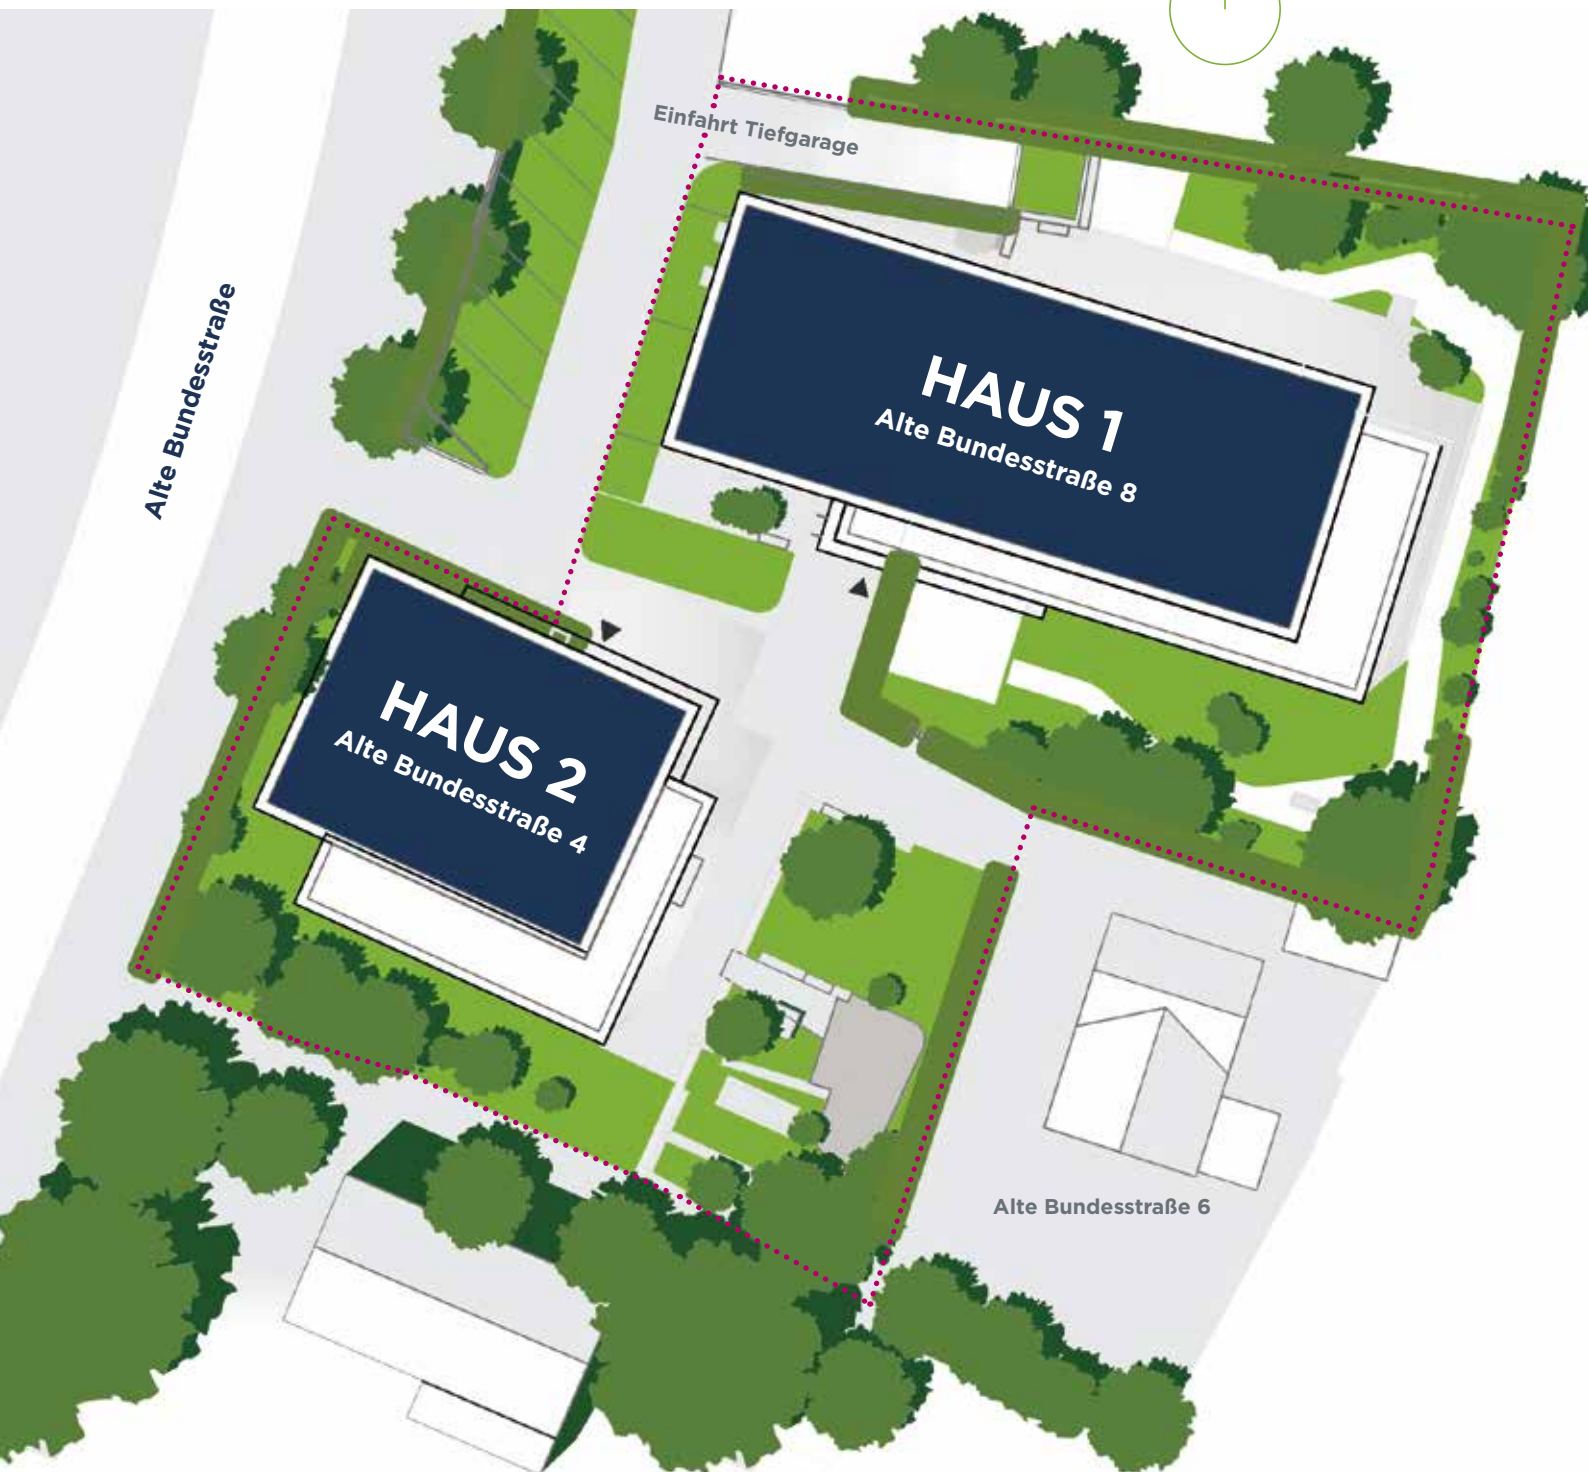 Einfahrt Tiefgarage
Alte Bundesstraße
HAUS 1
Alte Bundesstraße 8
HAUS 2
Alte Bundesstraße 4
Alte Bundesstraße 6